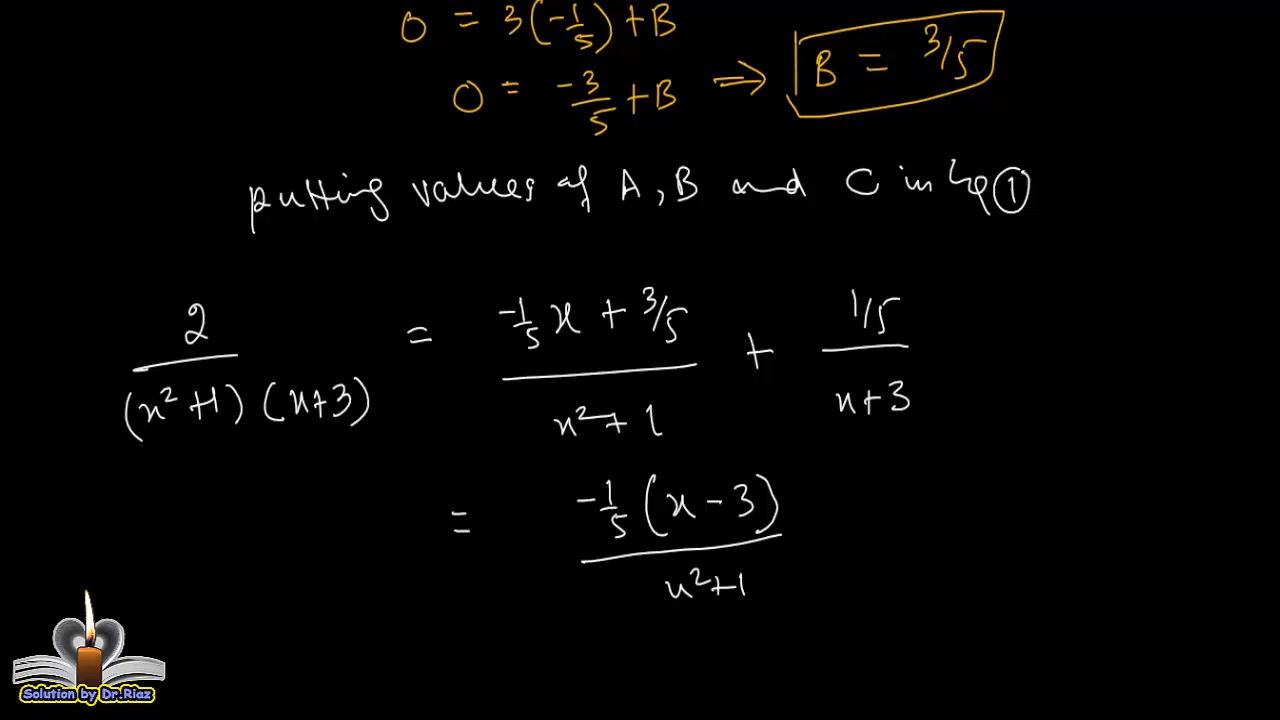 0 = 3(-1/5) + B
0 = -3/5 + B ⇒ B = 3/5
putting values of A, B and C in Eq ①
2/((x²+1)(x+3)) = (-1/5 x + 3/5)/(x²+1) + (1/5)/(x+3)
= (-1/5 (x-3))/(x²+1)
Solution by Dr.Riaz